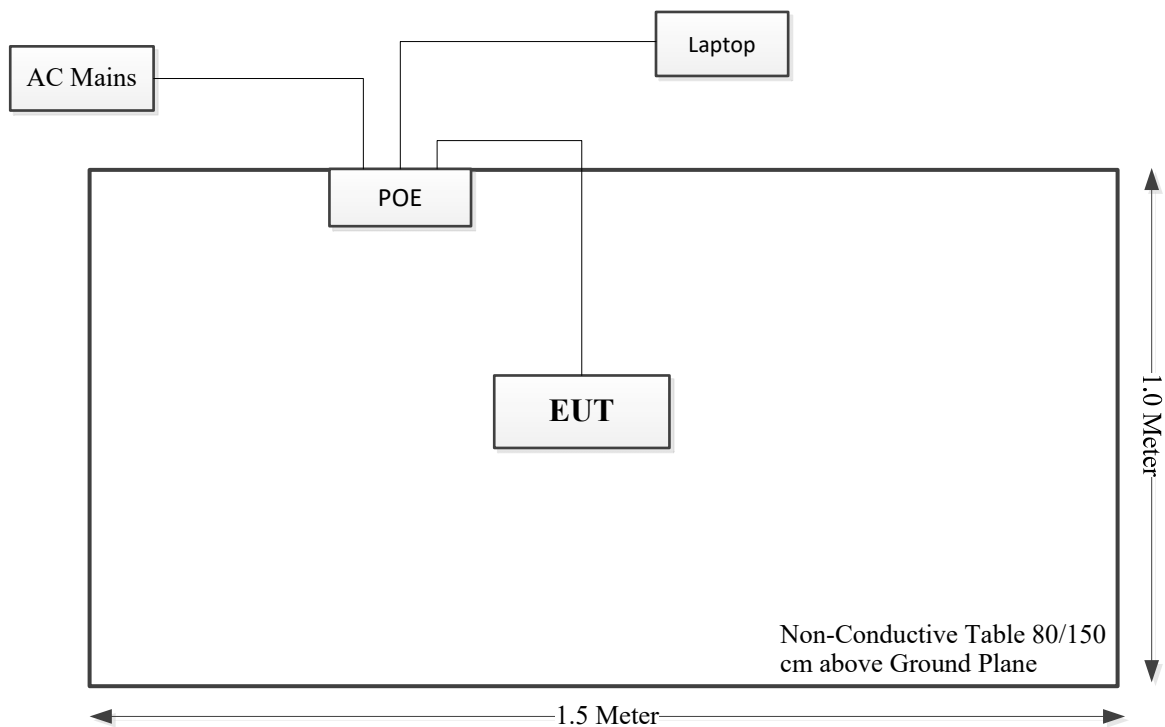 Laptop
AC Mains
POE
EUT
1.0 Meter
Non-Conductive Table 80/150
cm above Ground Plane
1.5 Meter